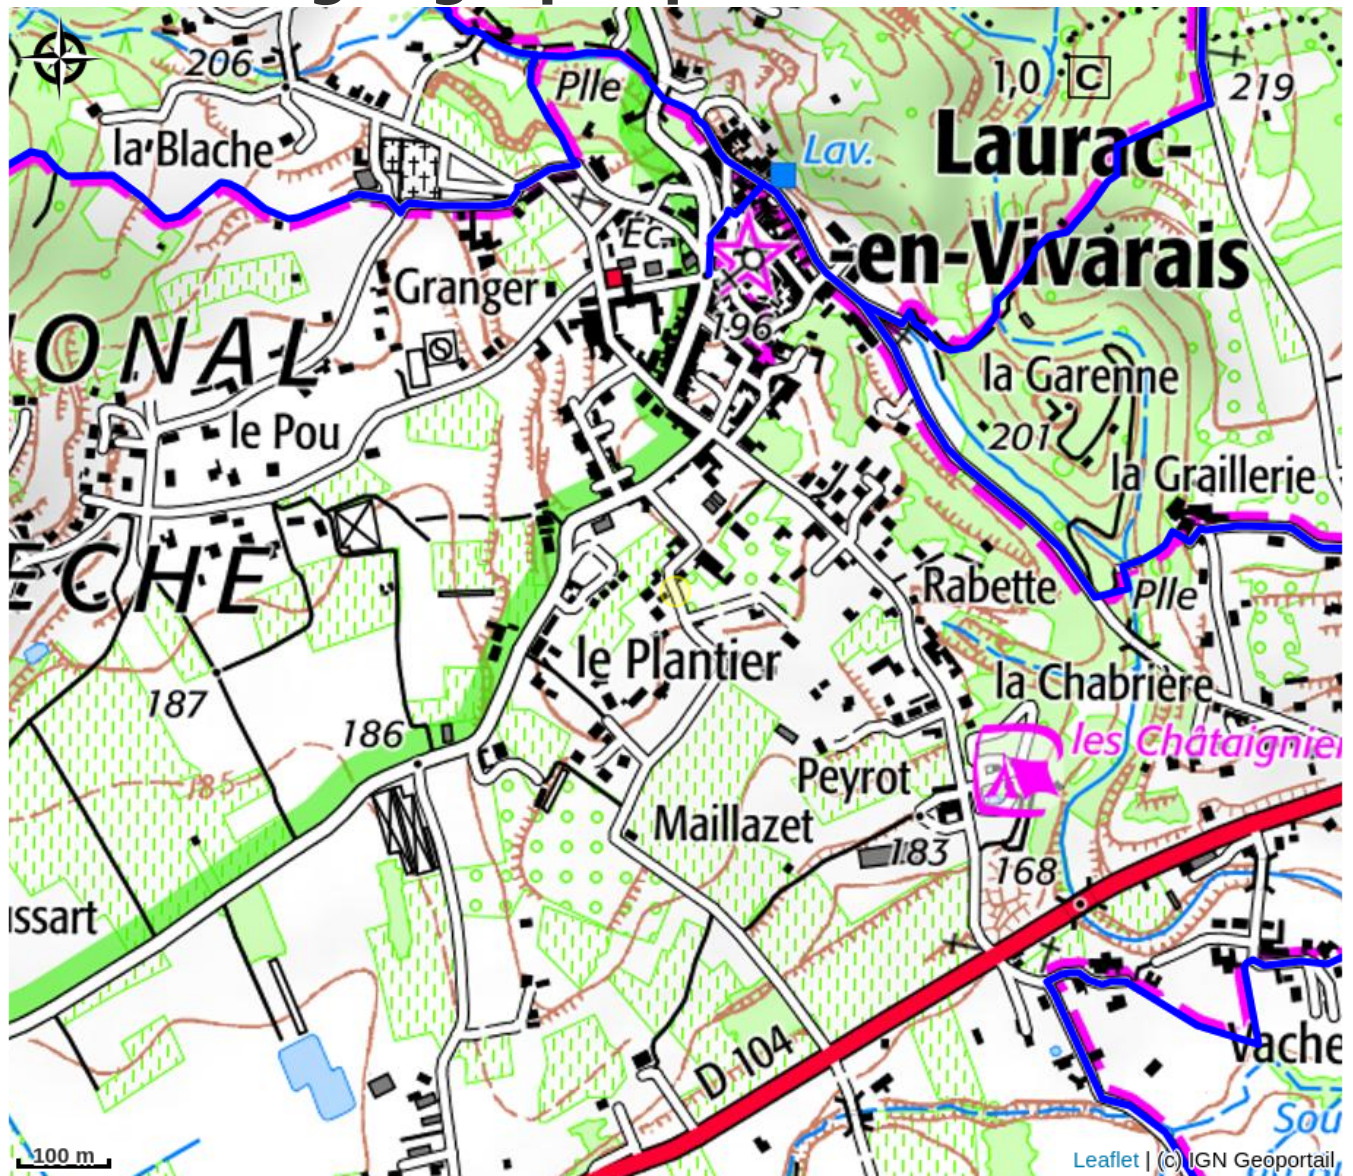 206
Plle
1,0 C
219
la Blache
Lav.
Laurac-
Éc.
-en-Vivarais
Granger
196
ONAL
la Garenne
le Pou
201
la Graillerie
ÈCHE
Rabette
Plle
le Plantier
la Chabrière
187
186
les Châtaignier
185
Peyrot
Maillazet
183
168
ssart
D 104
Vache
Sou
100 m
Leaflet | (c) IGN Geoportail